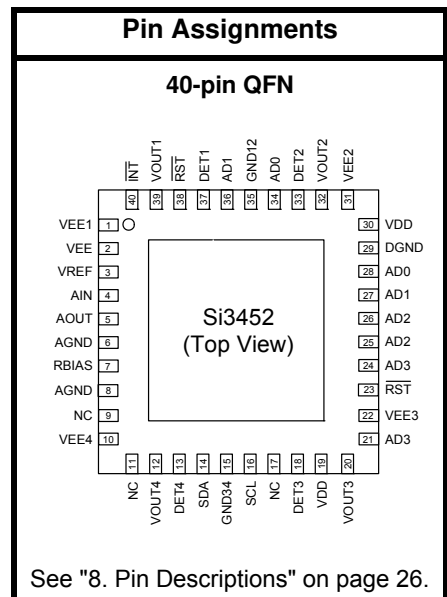 Pin Assignments
40-pin QFN
INT
VOUT1
RST
DET1
AD1
GND12
AD0
DET2
VOUT2
VEE2
40
39
38
37
36
35
34
33
32
31
VEE1 1
VEE 2
VREF 3
AIN 4
AOUT 5
AGND 6
RBIAS 7
AGND 8
NC 9
VEE4 10
Si3452
(Top View)
30 VDD
29 DGND
28 AD0
27 AD1
26 AD2
25 AD2
24 AD3
23 RST
22 VEE3
21 AD3
11
12
13
14
15
16
17
18
19
20
NC
VOUT4
DET4
SDA
GND34
SCL
NC
DET3
VDD
VOUT3
See "8. Pin Descriptions" on page 26.